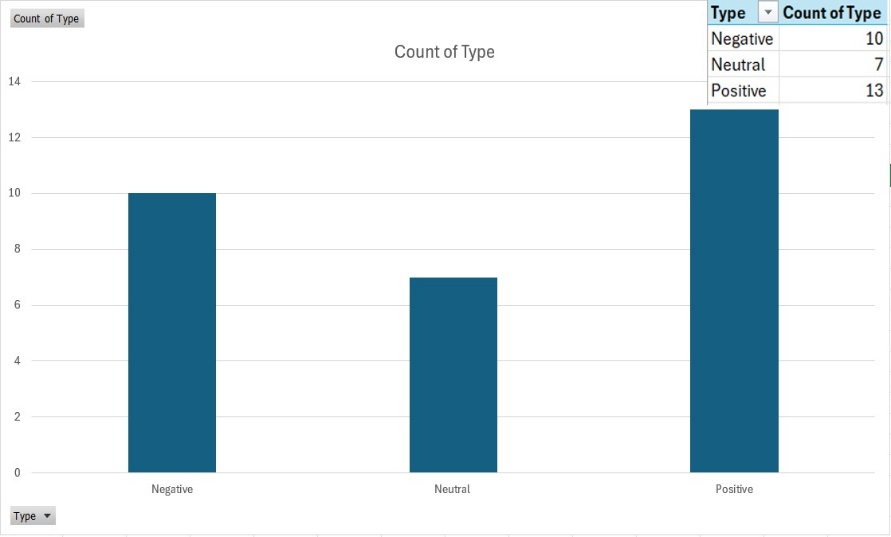 Count of Type
Type Count of Type
Negative 10
Neutral 7
Positive 13
Count of Type
14
12
10
8
6
4
2
0
Negative Neutral Positive
Type